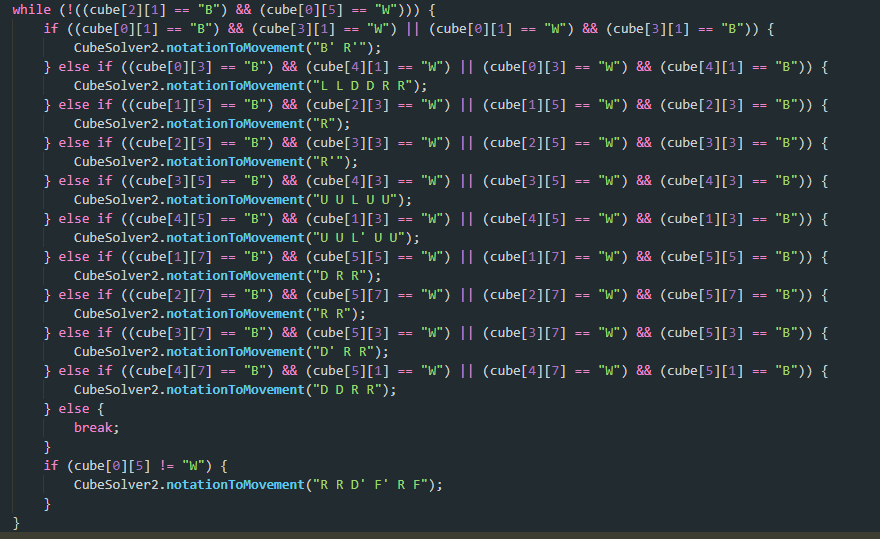 while (!((cube[2][1] == "B") && (cube[0][5] == "W"))) {
if ((cube[0][1] == "B") && (cube[3][1] == "W") || (cube[0][1] == "W") && (cube[3][1] == "B")) {
CubeSolver2.notationToMovement("B' R'");
} else if ((cube[0][3] == "B") && (cube[4][1] == "W") || (cube[0][3] == "W") && (cube[4][1] == "B")) {
CubeSolver2.notationToMovement("L L D D R R");
} else if ((cube[1][5] == "B") && (cube[2][3] == "W") || (cube[1][5] == "W") && (cube[2][3] == "B")) {
CubeSolver2.notationToMovement("R");
} else if ((cube[2][5] == "B") && (cube[3][3] == "W") || (cube[2][5] == "W") && (cube[3][3] == "B")) {
CubeSolver2.notationToMovement("R'");
} else if ((cube[3][5] == "B") && (cube[4][3] == "W") || (cube[3][5] == "W") && (cube[4][3] == "B")) {
CubeSolver2.notationToMovement("U U L U U");
} else if ((cube[4][5] == "B") && (cube[1][3] == "W") || (cube[4][5] == "W") && (cube[1][3] == "B")) {
CubeSolver2.notationToMovement("U U L' U U");
} else if ((cube[1][7] == "B") && (cube[5][5] == "W") || (cube[1][7] == "W") && (cube[5][5] == "B")) {
CubeSolver2.notationToMovement("D R R");
} else if ((cube[2][7] == "B") && (cube[5][7] == "W") || (cube[2][7] == "W") && (cube[5][7] == "B")) {
CubeSolver2.notationToMovement("R R");
} else if ((cube[3][7] == "B") && (cube[5][3] == "W") || (cube[3][7] == "W") && (cube[5][3] == "B")) {
CubeSolver2.notationToMovement("D' R R");
} else if ((cube[4][7] == "B") && (cube[5][1] == "W") || (cube[4][7] == "W") && (cube[5][1] == "B")) {
CubeSolver2.notationToMovement("D D R R");
} else {
break;
}
if (cube[0][5] != "W") {
CubeSolver2.notationToMovement("R R D' F' R F");
}
}